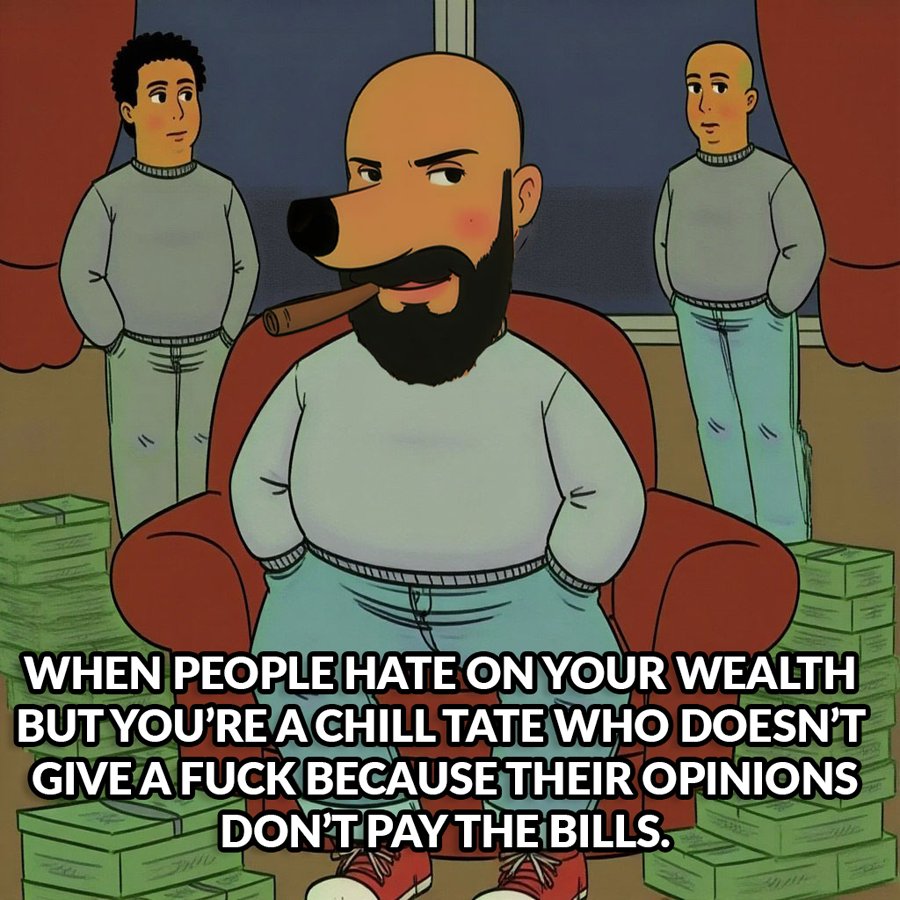 WHEN PEOPLE HATE ON YOUR WEALTH
BUT YOU’RE A CHILL TATE WHO DOESN’T
GIVE A FUCK BECAUSE THEIR OPINIONS
DON’T PAY THE BILLS.